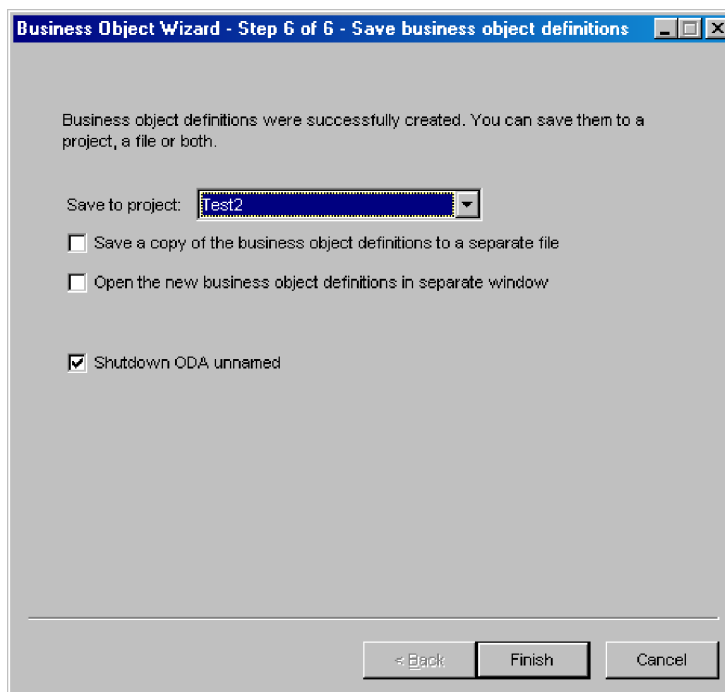 Business Object Wizard - Step 6 of 6 - Save business object definitions
Business object definitions were successfully created. You can save them to a
project, a file or both.
Save to project: Test2
Save a copy of the business object definitions to a separate file
Open the new business object definitions in separate window
Shutdown ODA unnamed
< Back Finish Cancel